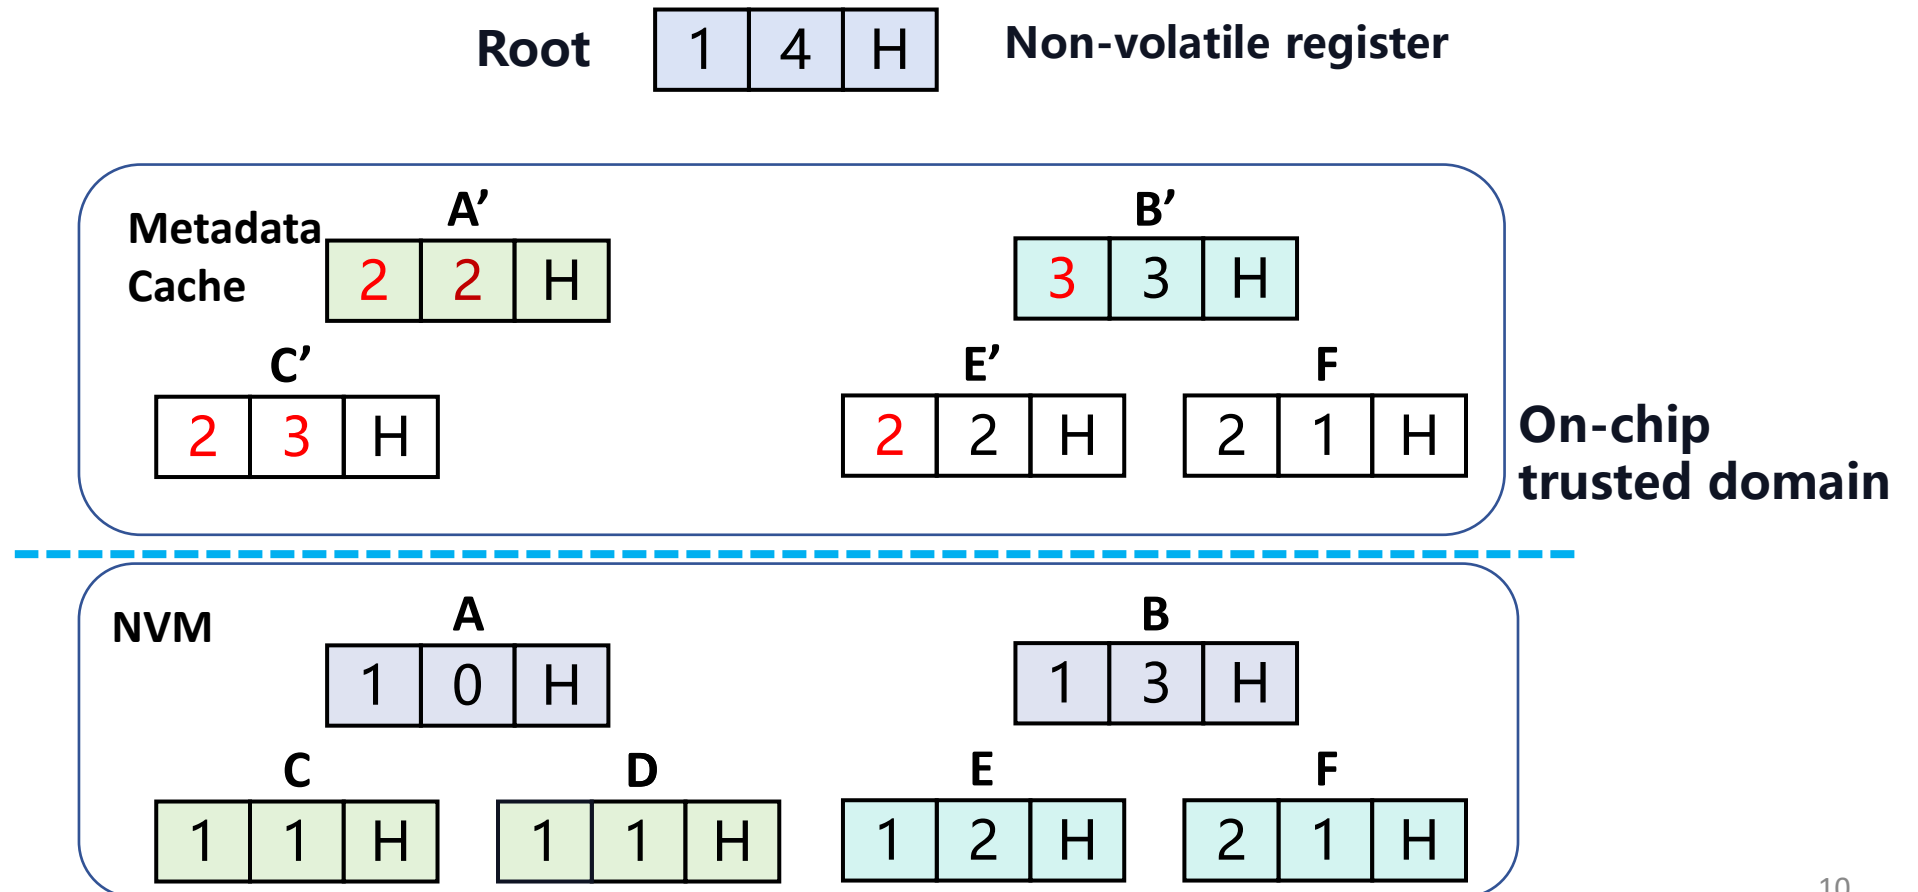 Root 1 4 H Non-volatile register
Metadata
Cache
A’ B’
2 2 H 3 3 H
C’ E’ F
2 3 H 2 2 H 2 1 H
On-chip
trusted domain
NVM
A B
1 0 H 1 3 H
C D E F
1 1 H 1 1 H 1 2 H 2 1 H
10